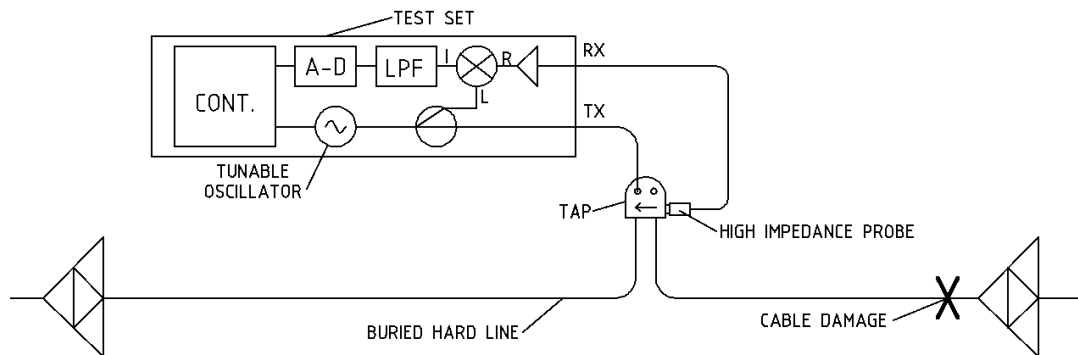 TEST SET
RX
A-D
LPF
I
R
L
CONT.
TX
TUNABLE
OSCILLATOR
TAP
HIGH IMPEDANCE PROBE
BURIED HARD LINE
CABLE DAMAGE